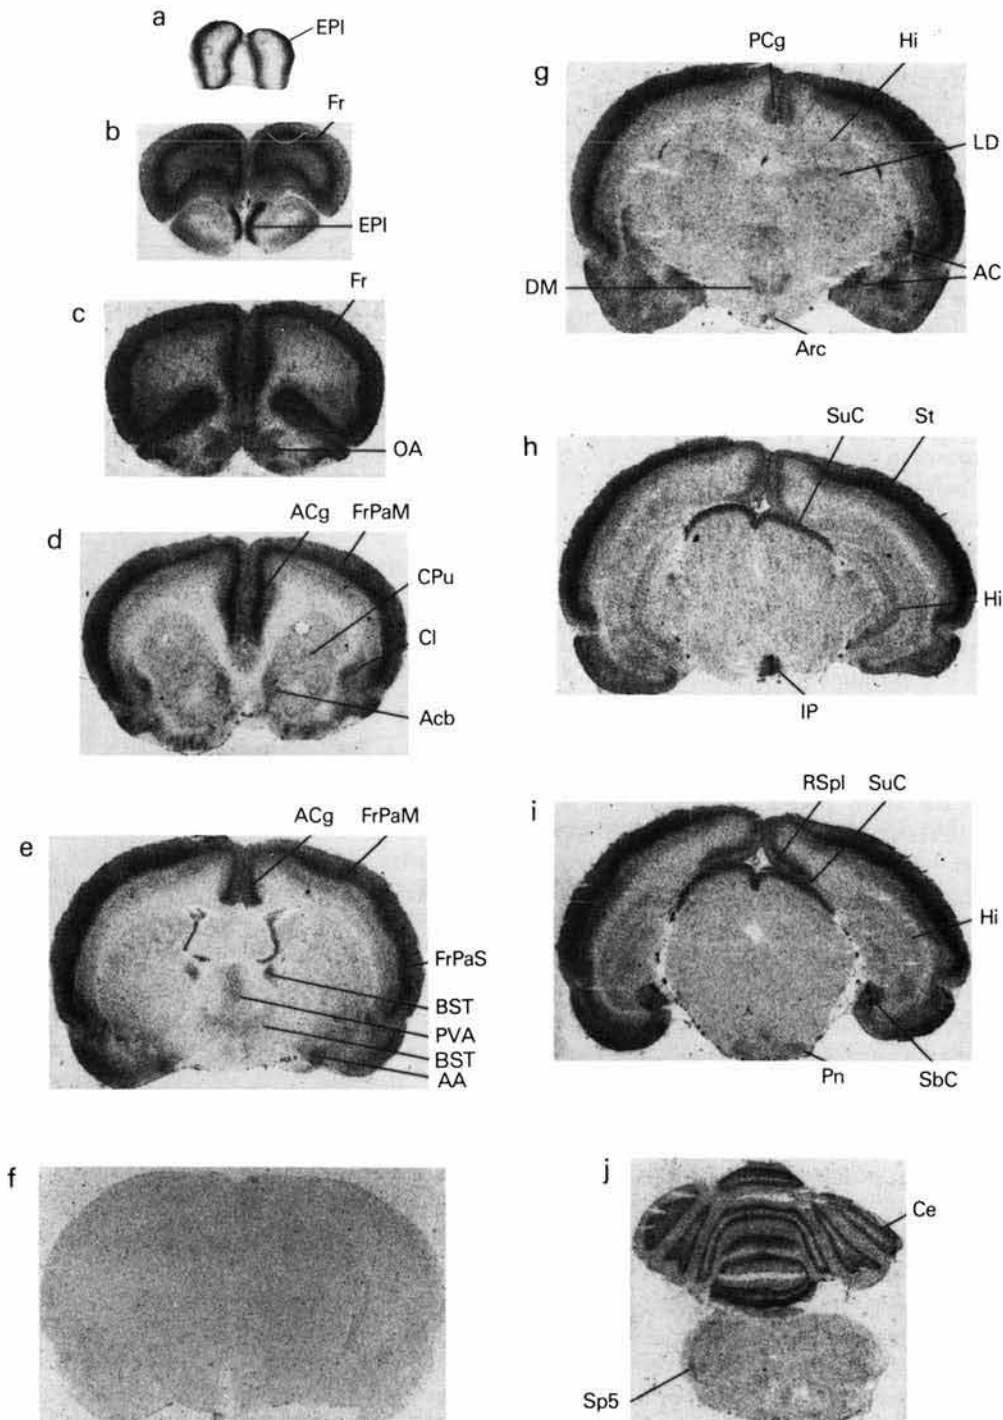 a
EPl
b
Fr
EPl
c
Fr
OA
d
ACg FrPaM
CPu
Cl
Acb
e
ACg FrPaM
FrPaS
BST
PVA
BST
AA
f
g
PCg Hi
LD
AC
DM
Arc
h
SuC St
Hi
IP
i
RSpl SuC
Hi
Pn SbC
j
Ce
Sp5